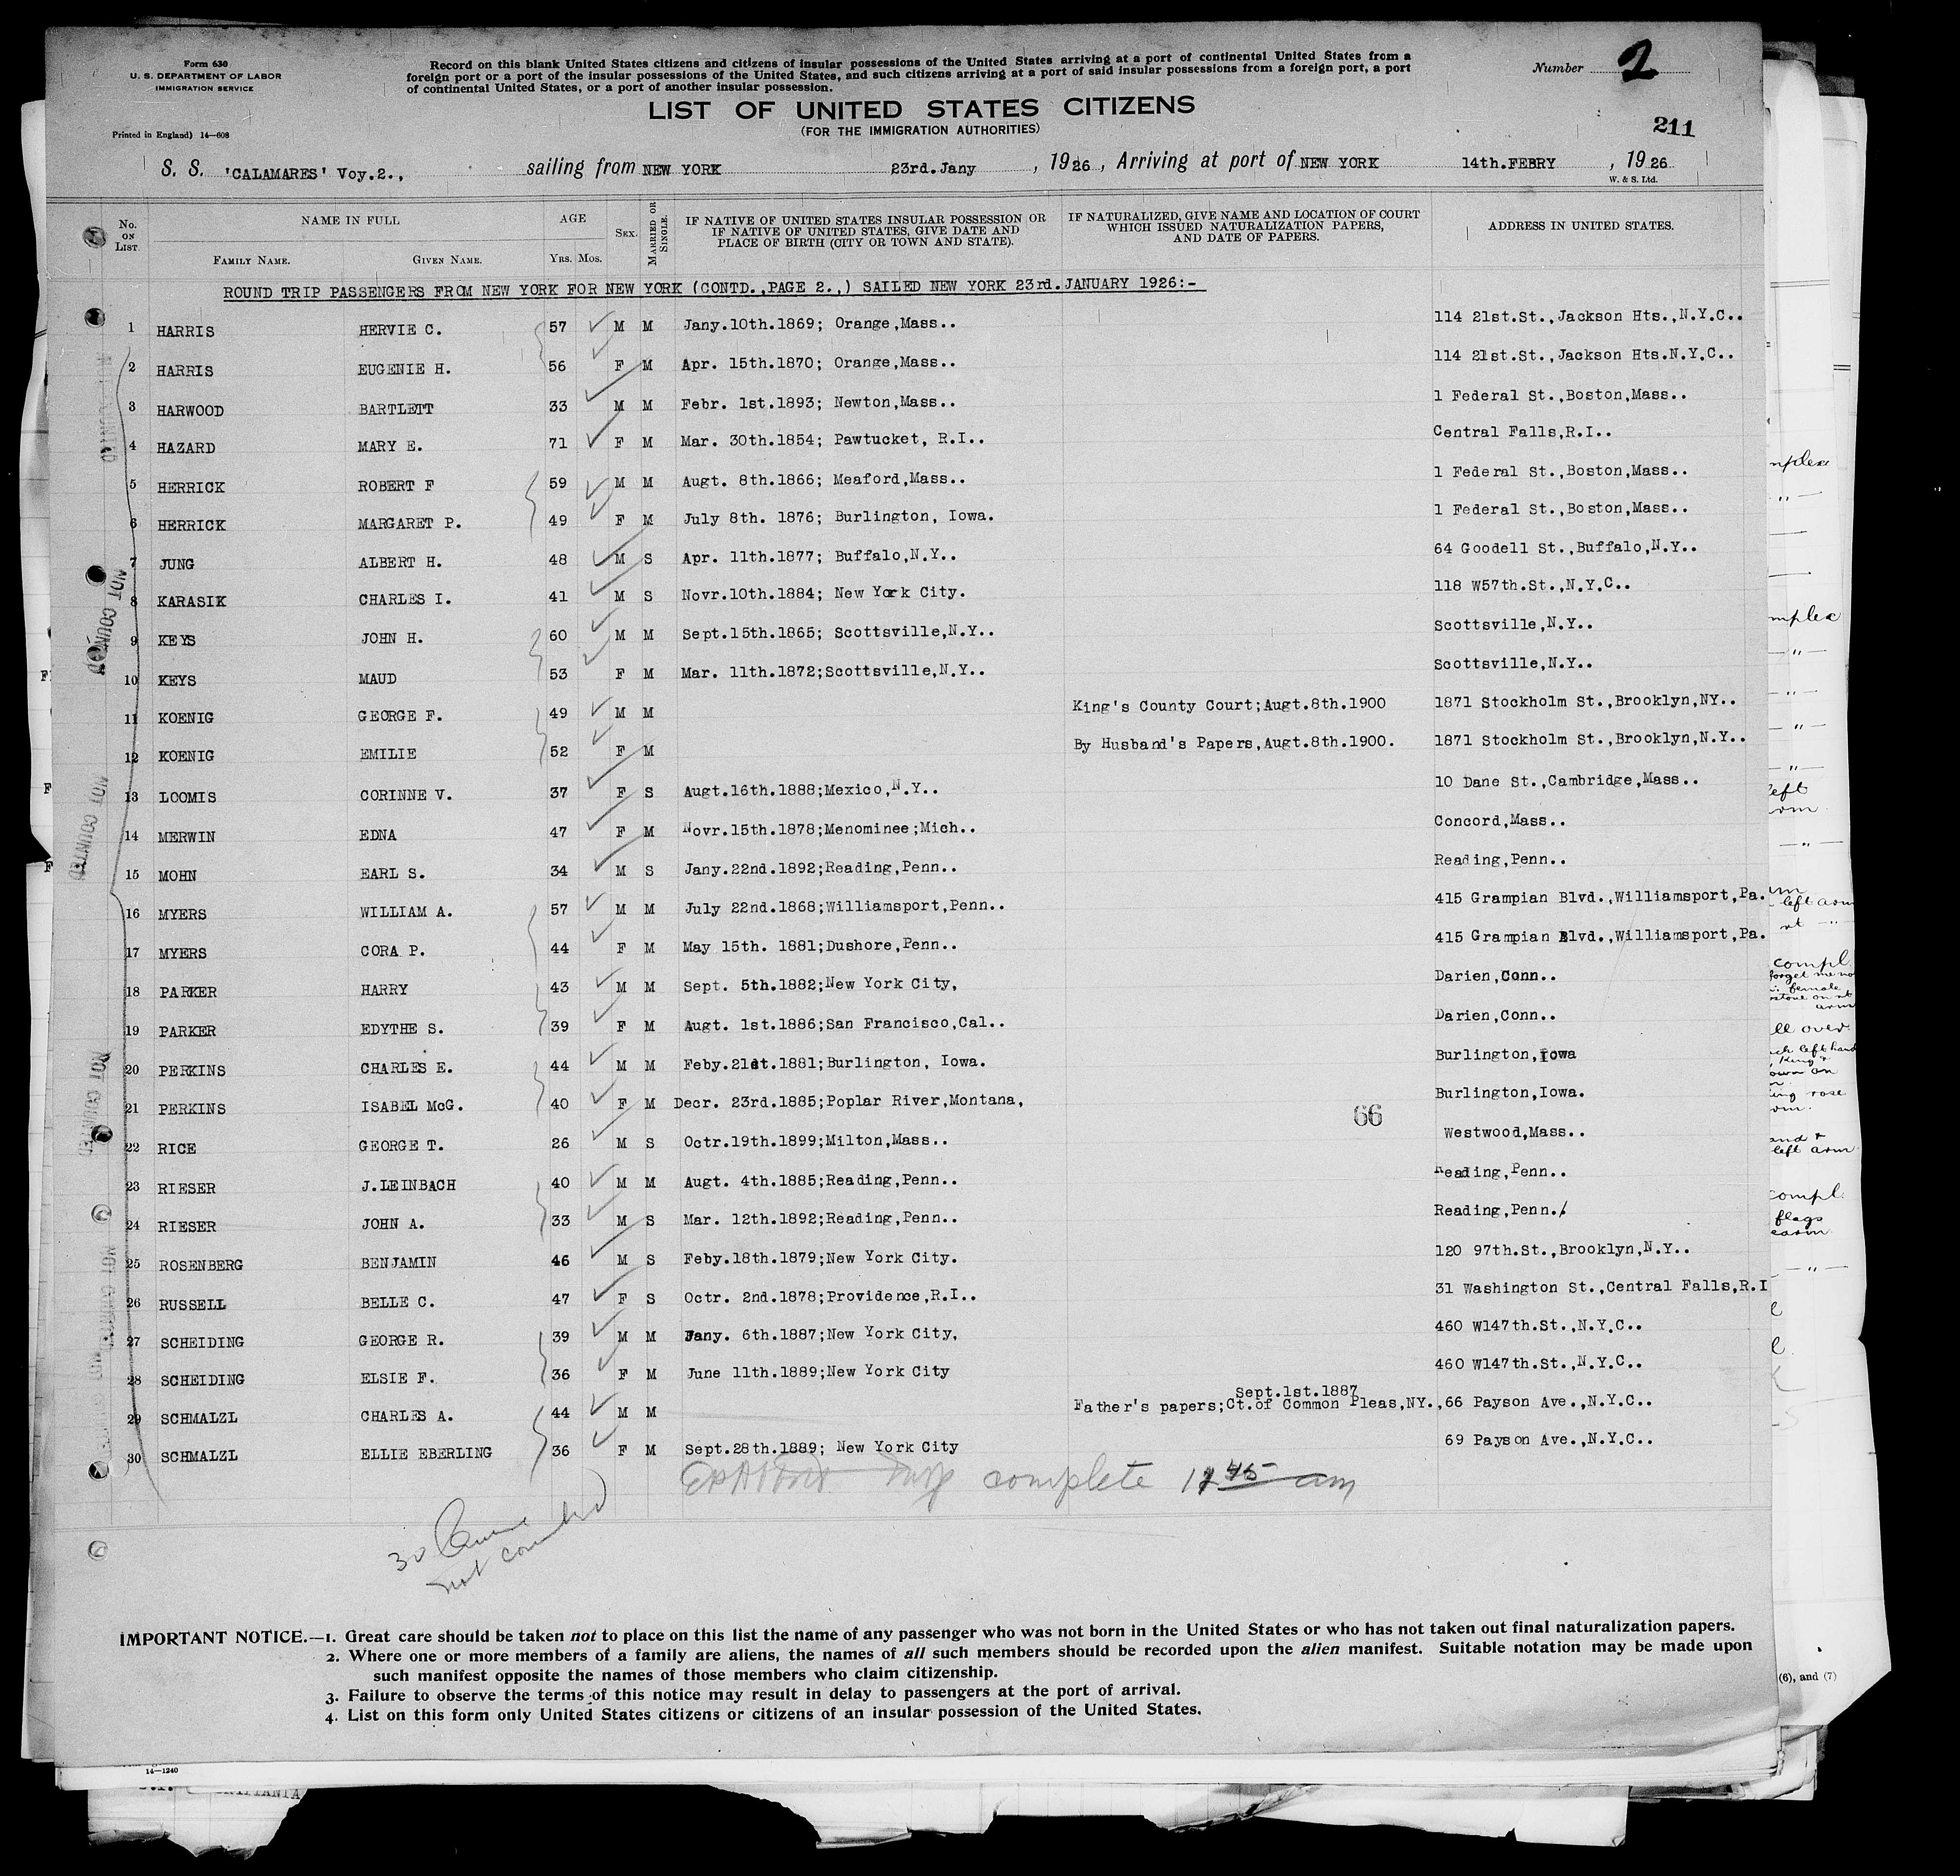 Form 630
U. S. DEPARTMENT OF LABOR
IMMIGRATION SERVICE
Record on this blank United States citizens and citizens of insular possessions of the United States arriving at a port of continental United States from a
foreign port or a port of the insular possessions of the United States, and such citizens arriving at a port of said insular possessions from a foreign port, a port
of continental United States, or a port of another insular possession.
Number 2
LIST OF UNITED STATES CITIZENS
(FOR THE IMMIGRATION AUTHORITIES)
Printed in England) 14—608
211
S. S. 'CALAMARES' Voy.2., sailing from NEW YORK 23rd.Jany , 1926 , Arriving at port of NEW YORK 14th.FEBRY , 1926
W. & S. Ltd.
No. ON LIST. NAME IN FULL AGE SEX. MARRIED OR SINGLE. IF NATIVE OF UNITED STATES INSULAR POSSESSION OR IF NATIVE OF UNITED STATES, GIVE DATE AND PLACE OF BIRTH (CITY OR TOWN AND STATE). IF NATURALIZED, GIVE NAME AND LOCATION OF COURT WHICH ISSUED NATURALIZATION PAPERS, AND DATE OF PAPERS. ADDRESS IN UNITED STATES.
FAMILY NAME. GIVEN NAME. Yrs. Mos.
ROUND TRIP PASSENGERS FROM NEW YORK FOR NEW YORK (CONTD.,PAGE 2.,) SAILED NEW YORK 23rd.JANUARY 1926:-
1 HARRIS HERVIE C. 57 M M Jany.10th.1869; Orange,Mass.. 114 21st.St.,Jackson Hts.,N.Y.C..
2 HARRIS EUGENIE H. 56 F M Apr. 15th.1870; Orange,Mass.. 114 21st.St.,Jackson Hts.N.Y.C..
3 HARWOOD BARTLETT 33 M M Febr. 1st.1893; Newton,Mass.. 1 Federal St.,Boston,Mass..
4 HAZARD MARY E. 71 F M Mar. 30th.1854; Pawtucket, R.I.. Central Falls,R.I..
5 HERRICK ROBERT F 59 M M Augt. 8th.1866; Meaford,Mass.. 1 Federal St.,Boston,Mass..
6 HERRICK MARGARET P. 49 F M July 8th. 1876; Burlington, Iowa. 1 Federal St.,Boston,Mass..
7 JUNG ALBERT H. 48 M S Apr. 11th.1877; Buffalo,N.Y.. 64 Goodell St.,Buffalo,N.Y..
8 KARASIK CHARLES I. 41 M S Novr.10th.1884; New York City. 118 W57th.St.,N.Y.C..
9 KEYS JOHN H. 60 M M Sept.15th.1865; Scottsville,N.Y.. Scottsville,N.Y..
10 KEYS MAUD 53 F M Mar. 11th.1872;Scottsville,N.Y.. Scottsville,N.Y..
11 KOENIG GEORGE F. 49 M M King's County Court;Augt.8th.1900 1871 Stockholm St.,Brooklyn,NY..
12 KOENIG EMILIE 52 F M By Husband's Papers,Augt.8th.1900. 1871 Stockholm St.,Brooklyn,N.Y..
13 LOOMIS CORINNE V. 37 F S Augt.16th.1888;Mexico,N.Y.. 10 Dane St.,Cambridge,Mass..
14 MERWIN EDNA 47 F M Novr.15th.1878;Menominee;Mich.. Concord,Mass..
15 MOHN EARL S. 34 M S Jany.22nd.1892;Reading,Penn.. Reading,Penn..
16 MYERS WILLIAM A. 57 M M July 22nd.1868;Williamsport,Penn.. 415 Grampian Blvd.,Williamsport,Pa.
17 MYERS CORA P. 44 F M May 15th. 1881;Dushore,Penn.. 415 Grampian Blvd.,Williamsport,Pa.
18 PARKER HARRY 43 M M Sept. 5th.1882;New York City, Darien,Conn..
19 PARKER EDYTHE S. 39 F M Augt. 1st.1886;San Francisco,Cal.. Darien,Conn..
20 PERKINS CHARLES E. 44 M M Feby.21st.1881;Burlington, Iowa. Burlington,Iowa
21 PERKINS ISABEL McG. 40 F M Decr. 23rd.1885;Poplar River,Montana, Burlington,Iowa.
66
22 RICE GEORGE T. 26 M S Octr.19th.1899;Milton,Mass.. Westwood,Mass..
23 RIESER J.LEINBACH 40 M M Augt. 4th.1885;Reading,Penn.. Reading,Penn..
24 RIESER JOHN A. 33 M S Mar. 12th.1892;Reading,Penn.. Reading,Penn./
25 ROSENBERG BENJAMIN 46 M S Feby.18th.1879;New York City. 120 97th.St.,Brooklyn,N.Y..
26 RUSSELL BELLE C. 47 F S Octr. 2nd.1878;Providence,R.I.. 31 Washington St.,Central Falls,R.I
27 SCHEIDING GEORGE R. 39 M M Jany. 6th.1887;New York City, 460 W147th.St.,N.Y.C..
28 SCHEIDING ELSIE F. 36 F M June 11th.1889;New York City 460 W147th.St.,N.Y.C..
Sept.1st.1887
29 SCHMALZL CHARLES A. 44 M M Father's papers;Ct.of Common Pleas,NY., 66 Payson Ave.,N.Y.C..
30 SCHMALZL ELLIE EBERLING 36 F M Sept.28th.1889; New York City 69 Payson Ave.,N.Y.C..
complete 12 45 am
30
not counted
NOT COUNTED
NOT COUNTED
NOT COUNTED
NOT COUNTED
IMPORTANT NOTICE.—1. Great care should be taken not to place on this list the name of any passenger who was not born in the United States or who has not taken out final naturalization papers.
2. Where one or more members of a family are aliens, the names of all such members should be recorded upon the alien manifest. Suitable notation may be made upon
such manifest opposite the names of those members who claim citizenship.
3. Failure to observe the terms of this notice may result in delay to passengers at the port of arrival.
4. List on this form only United States citizens or citizens of an insular possession of the United States.
(6), and (7)
14—1240